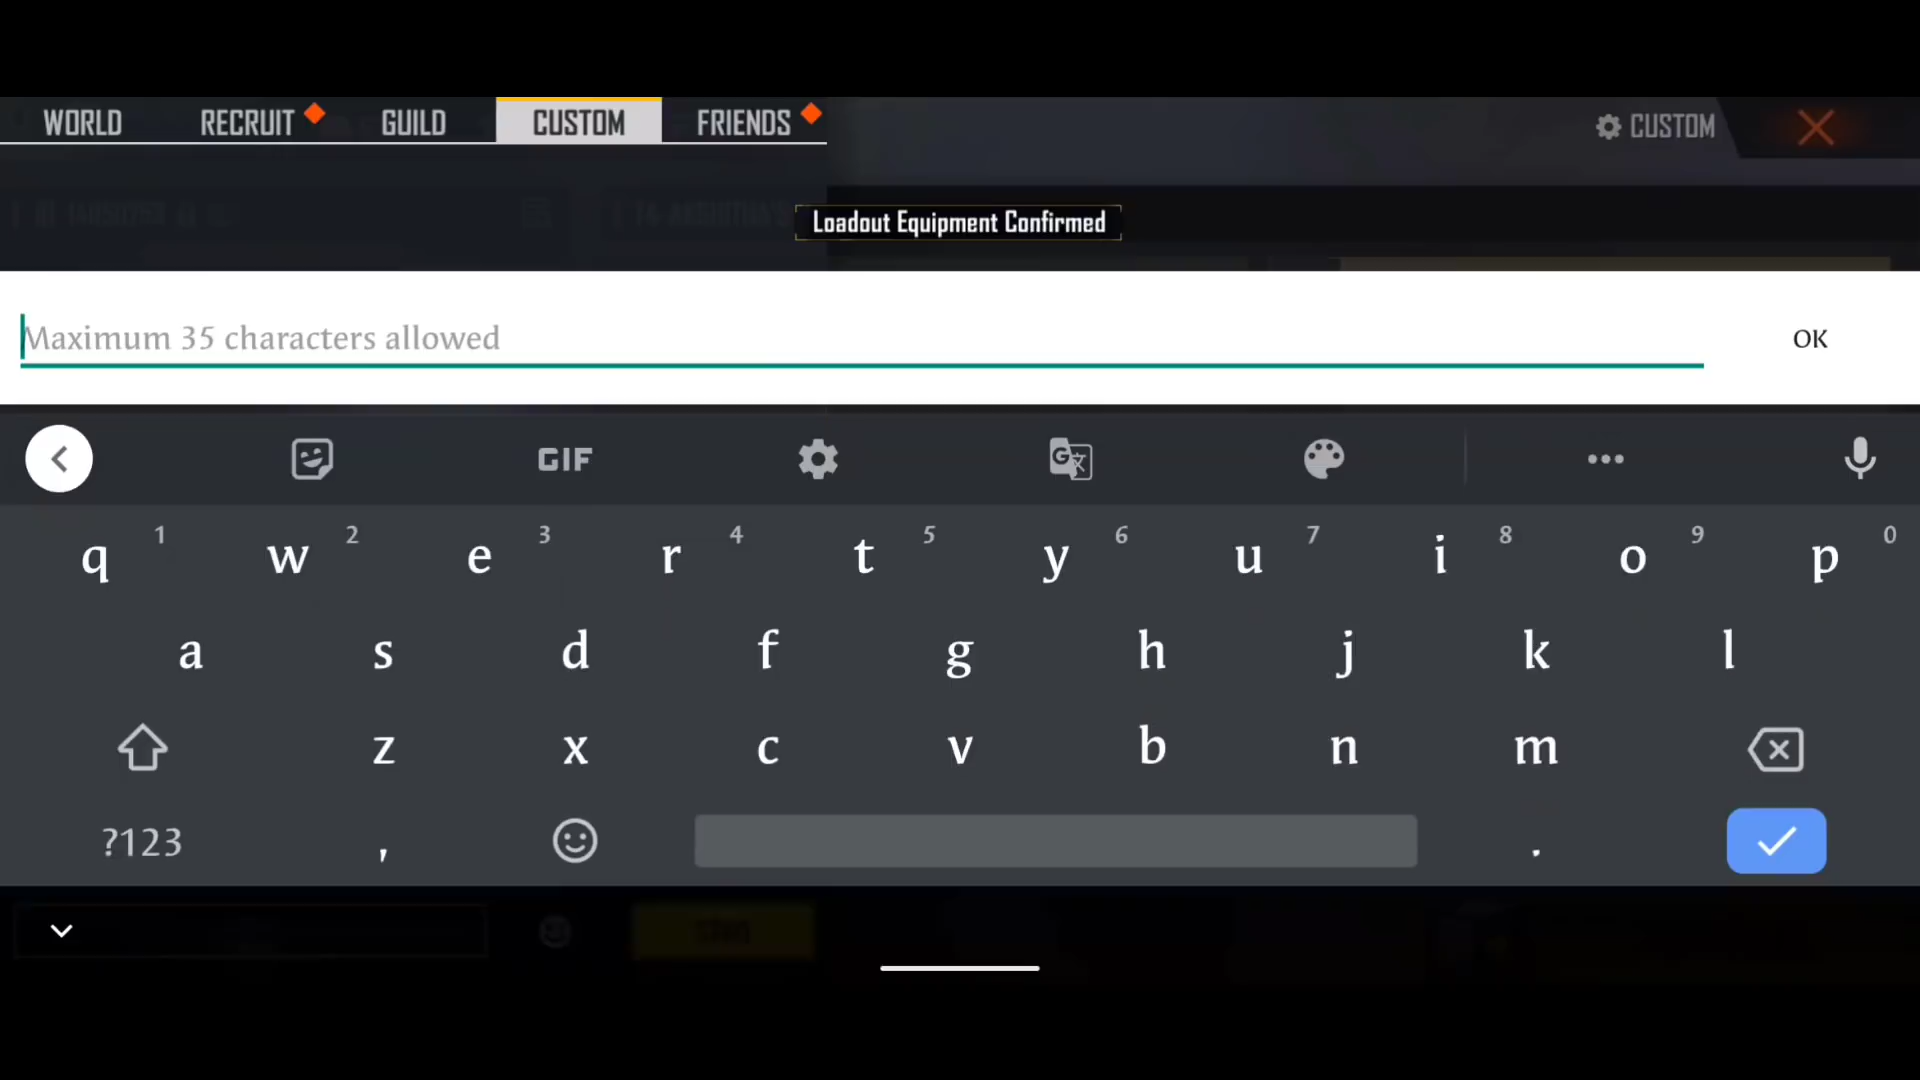 WORLD RECRUIT GUILD CUSTOM FRIENDS CUSTOM
Loadout Equipment Confirmed
Maximum 35 characters allowed OK
GIF
q 1 w 2 e 3 r 4 t 5 y 6 u 7 i 8 o 9 p 0
a s d f g h j k l
z x c v b n m
?123 , .